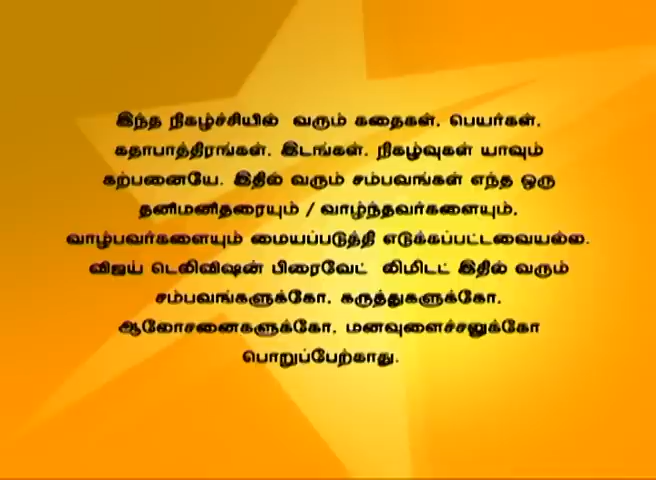 இந்த நிகழ்ச்சியில் வரும் கதைகள், பெயர்கள்,
கதாபாத்திரங்கள், இடங்கள், நிகழ்வுகள் யாவும்
கற்பனையே. இதில் வரும் சம்பவங்கள் எந்த ஒரு
தனிமனிதரையும் / வாழ்ந்தவர்களையும்,
வாழ்பவர்களையும் மையப்படுத்தி எடுக்கப்பட்டவையல்ல.
விஜய் டெலிவிஷன் பிரைவேட் லிமிடட் இதில் வரும்
சம்பவங்களுக்கோ, கருத்துகளுக்கோ,
ஆலோசனைகளுக்கோ, மனவுளைச்சலுக்கோ
பொறுப்பேற்காது.